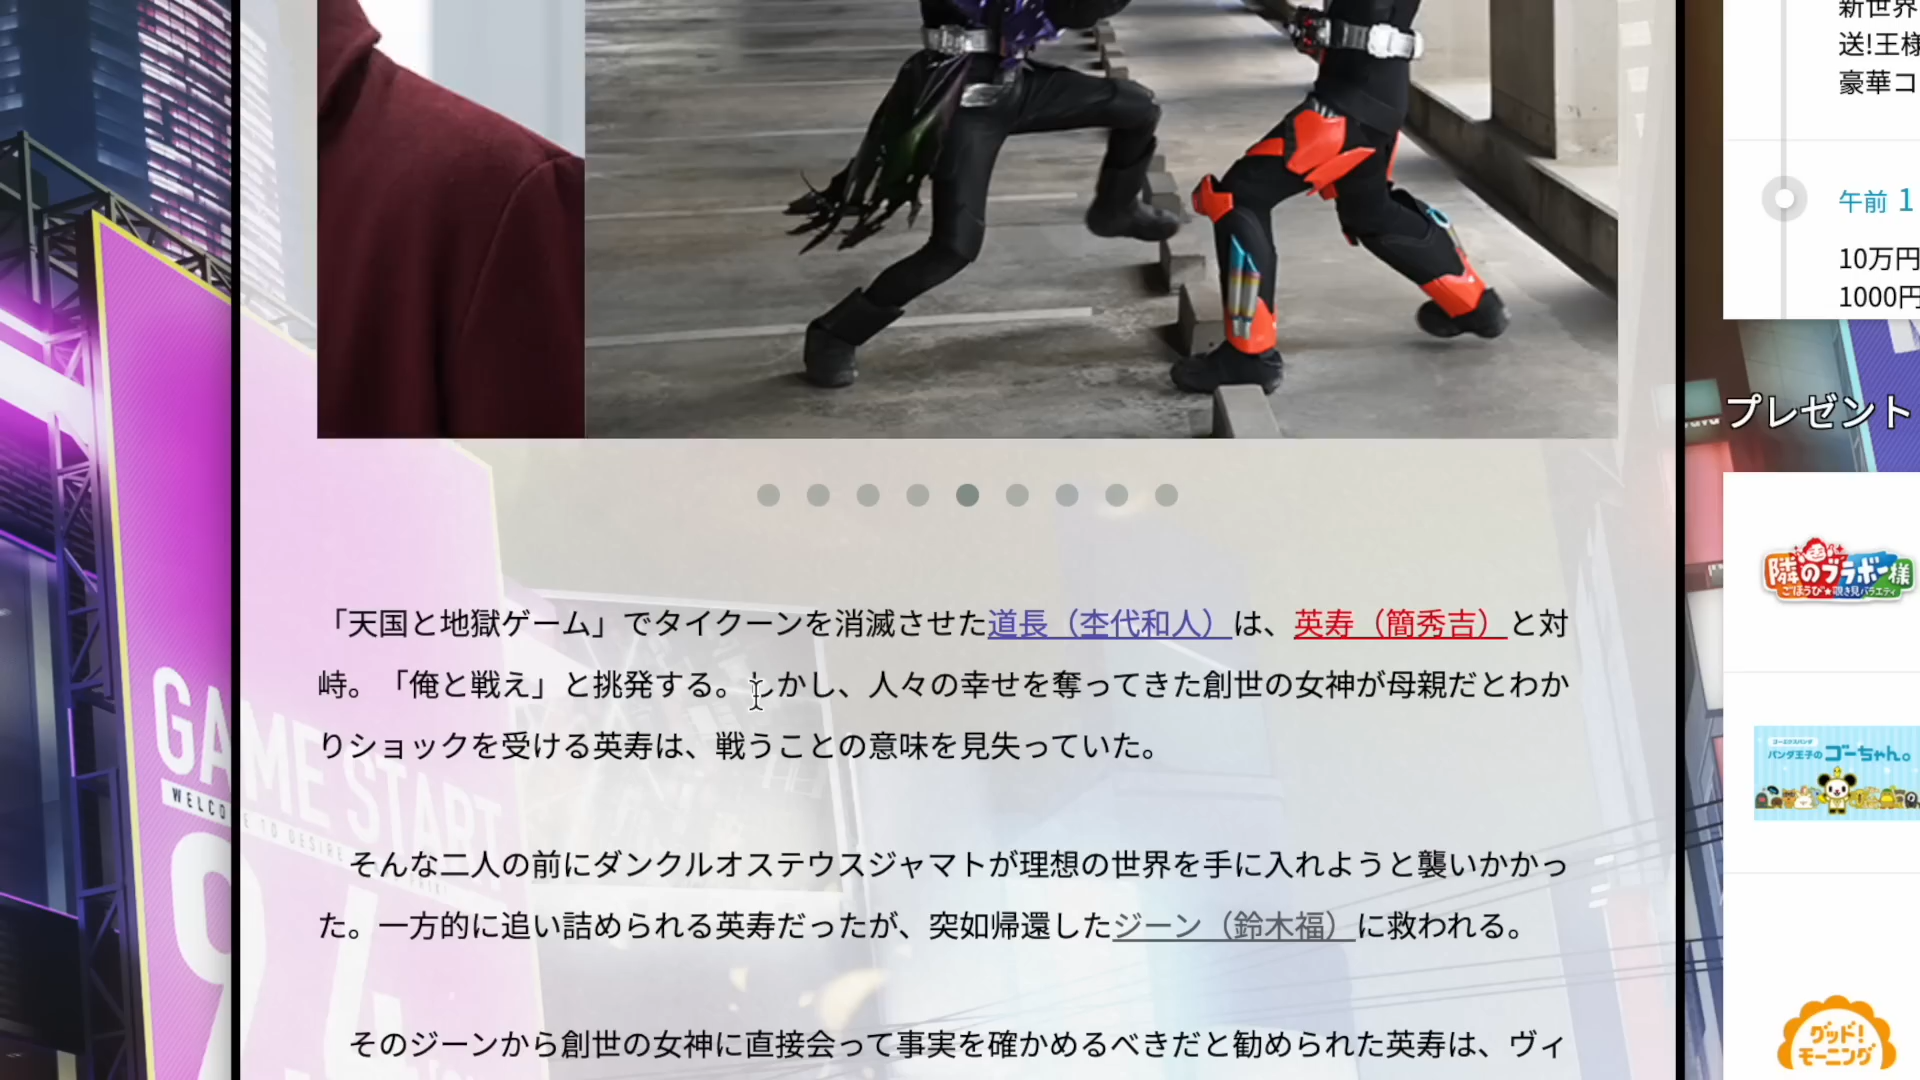 新世界
送!王様
豪華コ
午前 1
10万円
1000円
プレゼント
隣のブラボー様
ごほうび★覗き見バラエティ
ゴーゴウスパンダ
パンダ王子のゴーちゃん。
グッド!
モーニング
GAME START
WELCOME TO DESIRE
「天国と地獄ゲーム」でタイクーンを消滅させた道長（杢代和人）は、英寿（簡秀吉）と対
峙。「俺と戦え」と挑発する。しかし、人々の幸せを奪ってきた創世の女神が母親だとわか
りショックを受ける英寿は、戦うことの意味を見失っていた。
そんな二人の前にダンクルオステウスジャマトが理想の世界を手に入れようと襲いかかっ
た。一方的に追い詰められる英寿だったが、突如帰還したジーン（鈴木福）に救われる。
そのジーンから創世の女神に直接会って事実を確かめるべきだと勧められた英寿は、ヴィ